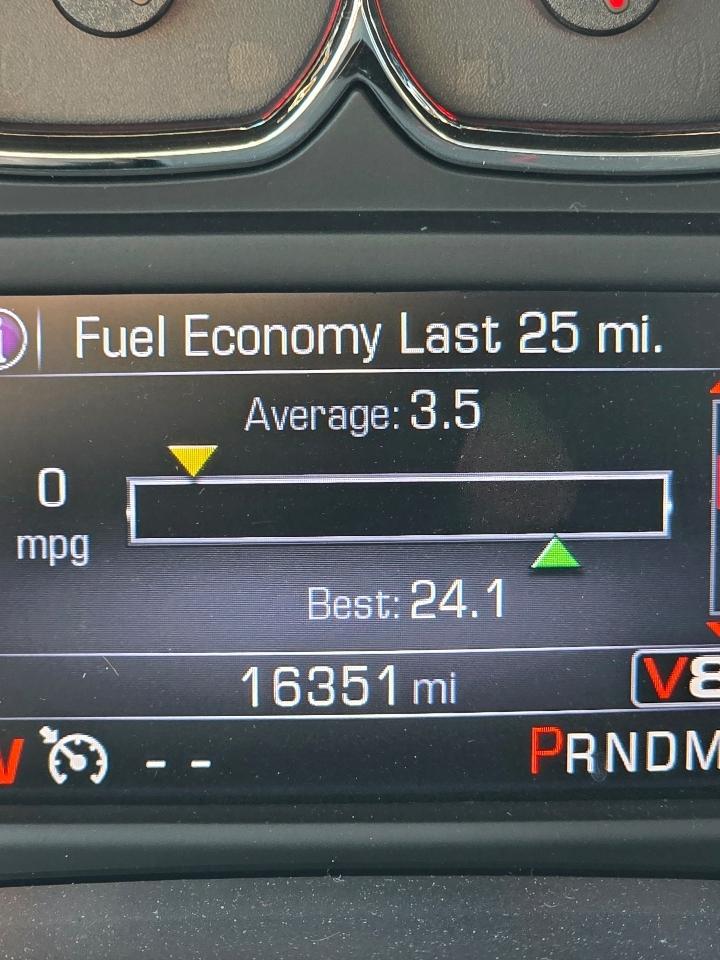 i Fuel Economy Last 25 mi.
Average: 3.5
0
mpg
Best: 24.1
16351 mi
V8
-- PRNDM